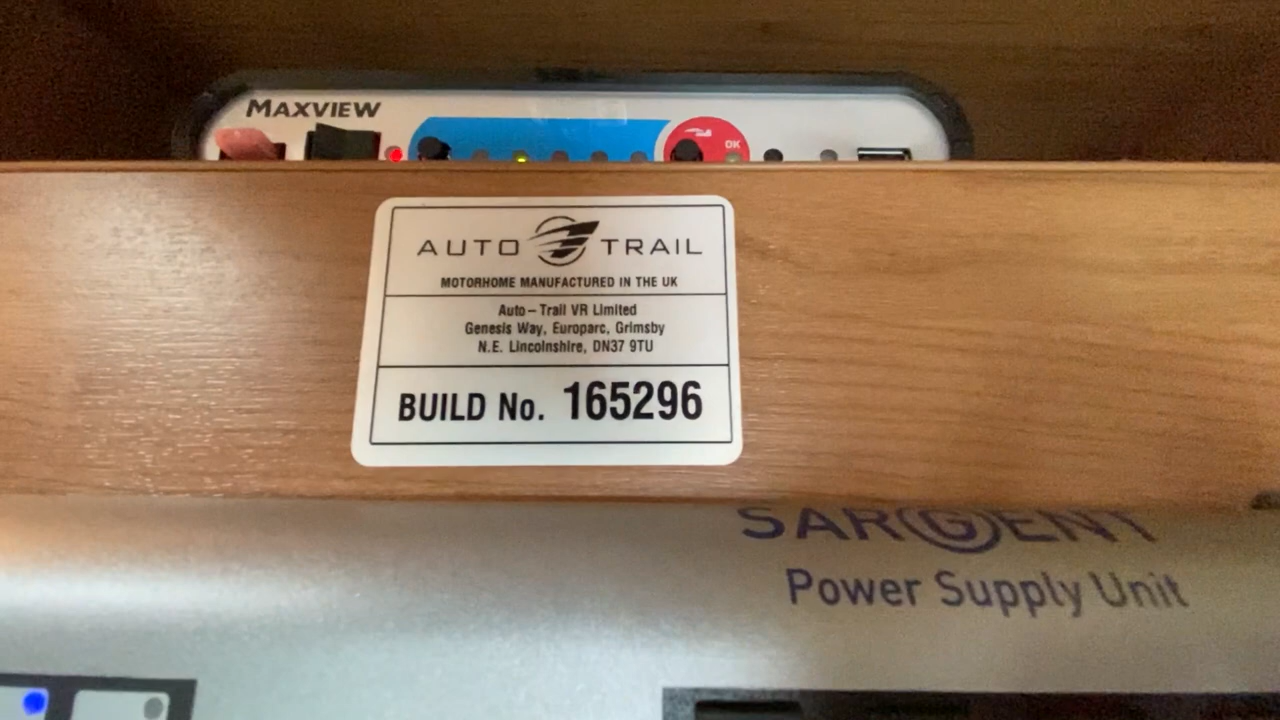 MAXVIEW
OK
AUTO TRAIL
MOTORHOME MANUFACTURED IN THE UK
Auto-Trail VR Limited
Genesis Way, Europarc, Grimsby
N.E. Lincolnshire, DN37 9TU
BUILD No. 165296
SARGENT
Power Supply Unit